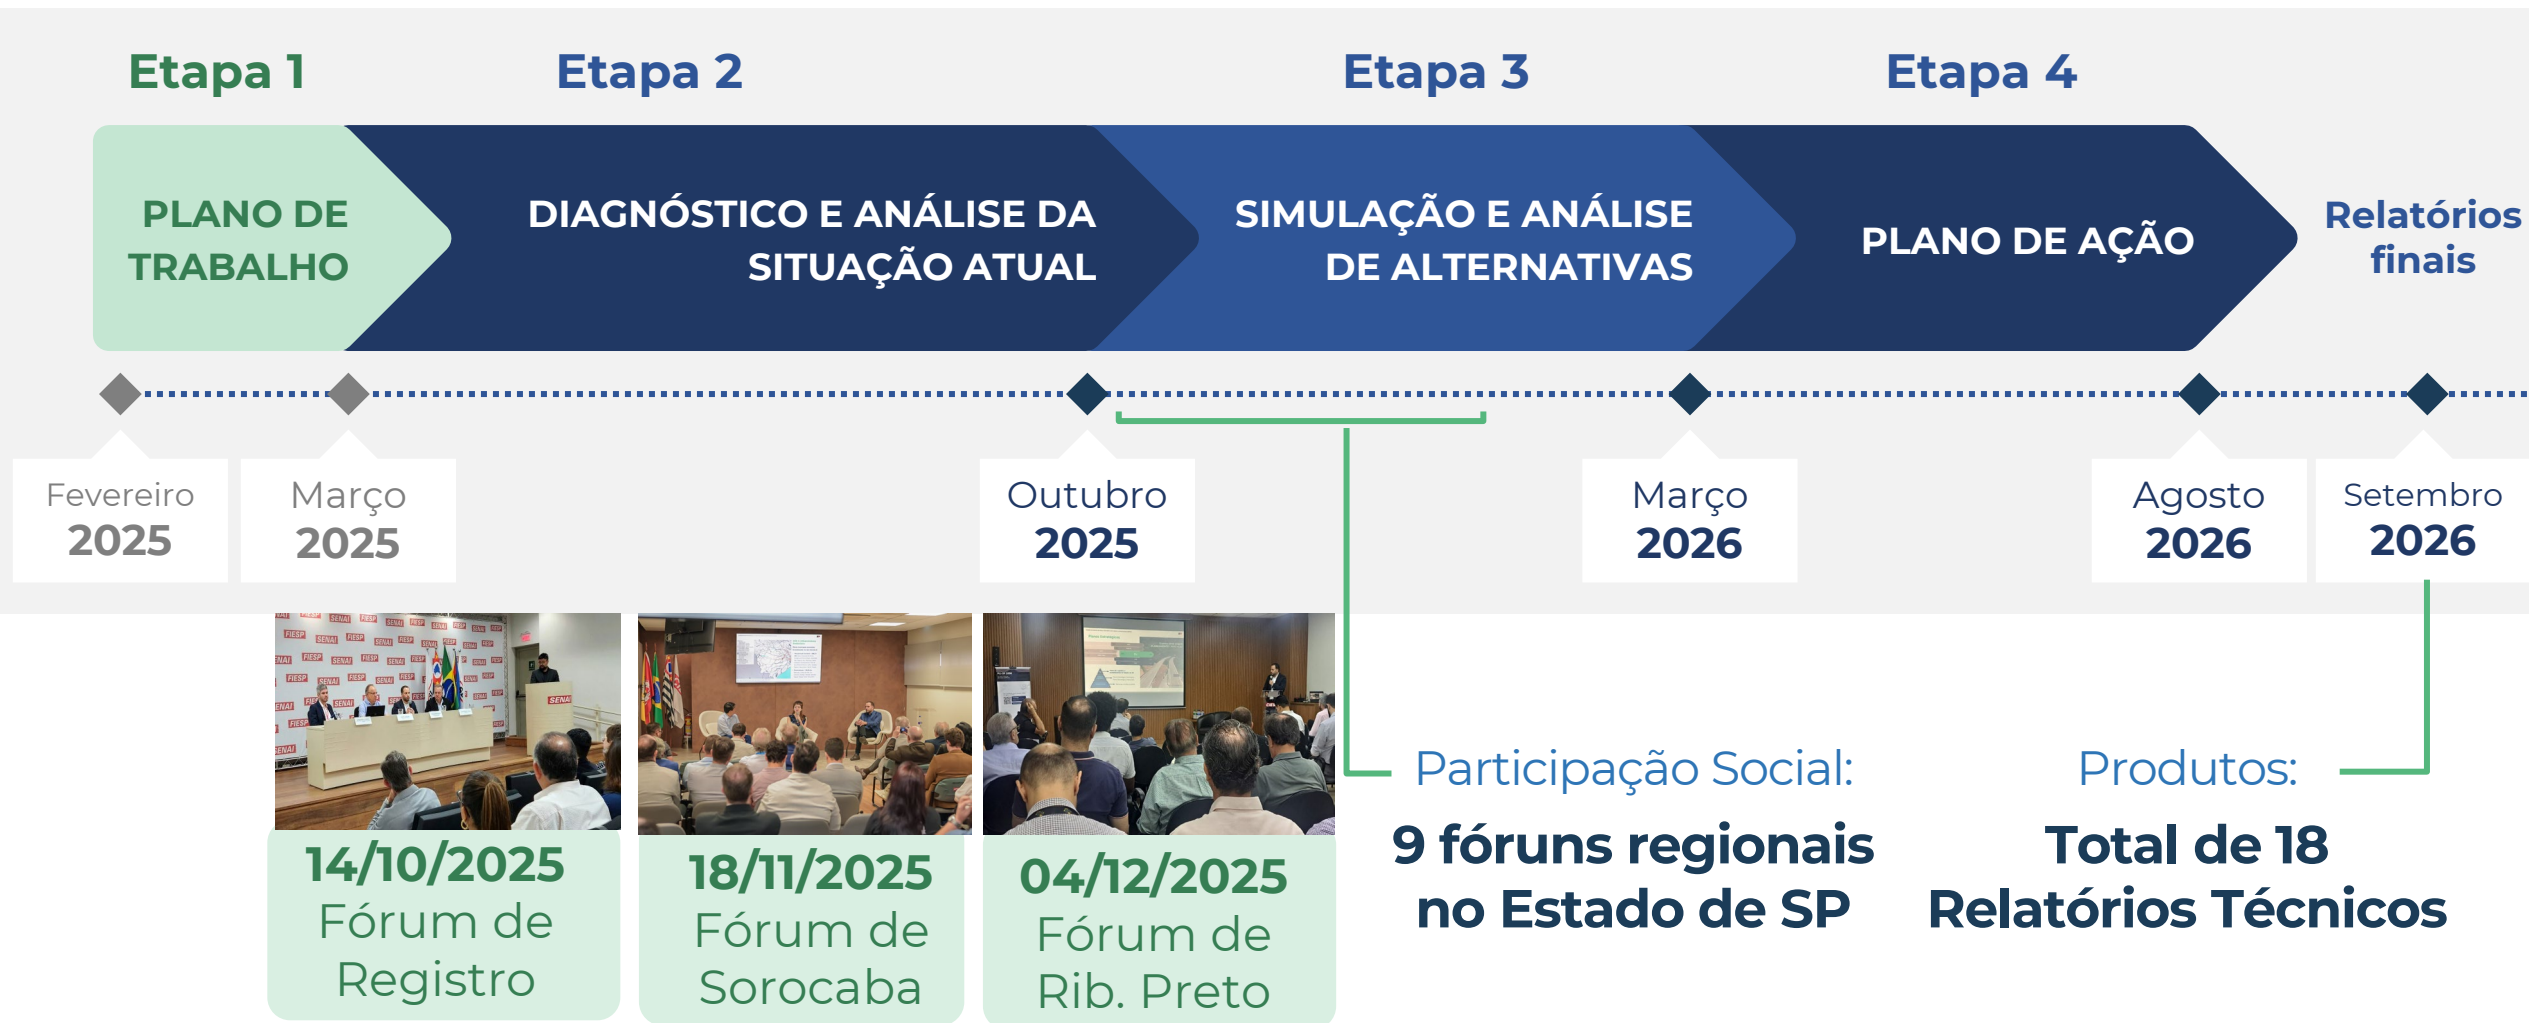 Etapa 1
Etapa 2
Etapa 3
Etapa 4
PLANO DE
TRABALHO
DIAGNÓSTICO E ANÁLISE DA
SITUAÇÃO ATUAL
SIMULAÇÃO E ANÁLISE
DE ALTERNATIVAS
PLANO DE AÇÃO
Relatórios
finais
Fevereiro
2025
Março
2025
Outubro
2025
Março
2026
Agosto
2026
Setembro
2026
FIESP
SENAI
14/10/2025
Fórum de
Registro
18/11/2025
Fórum de
Sorocaba
04/12/2025
Fórum de
Rib. Preto
Participação Social:
9 fóruns regionais
no Estado de SP
Produtos:
Total de 18
Relatórios Técnicos